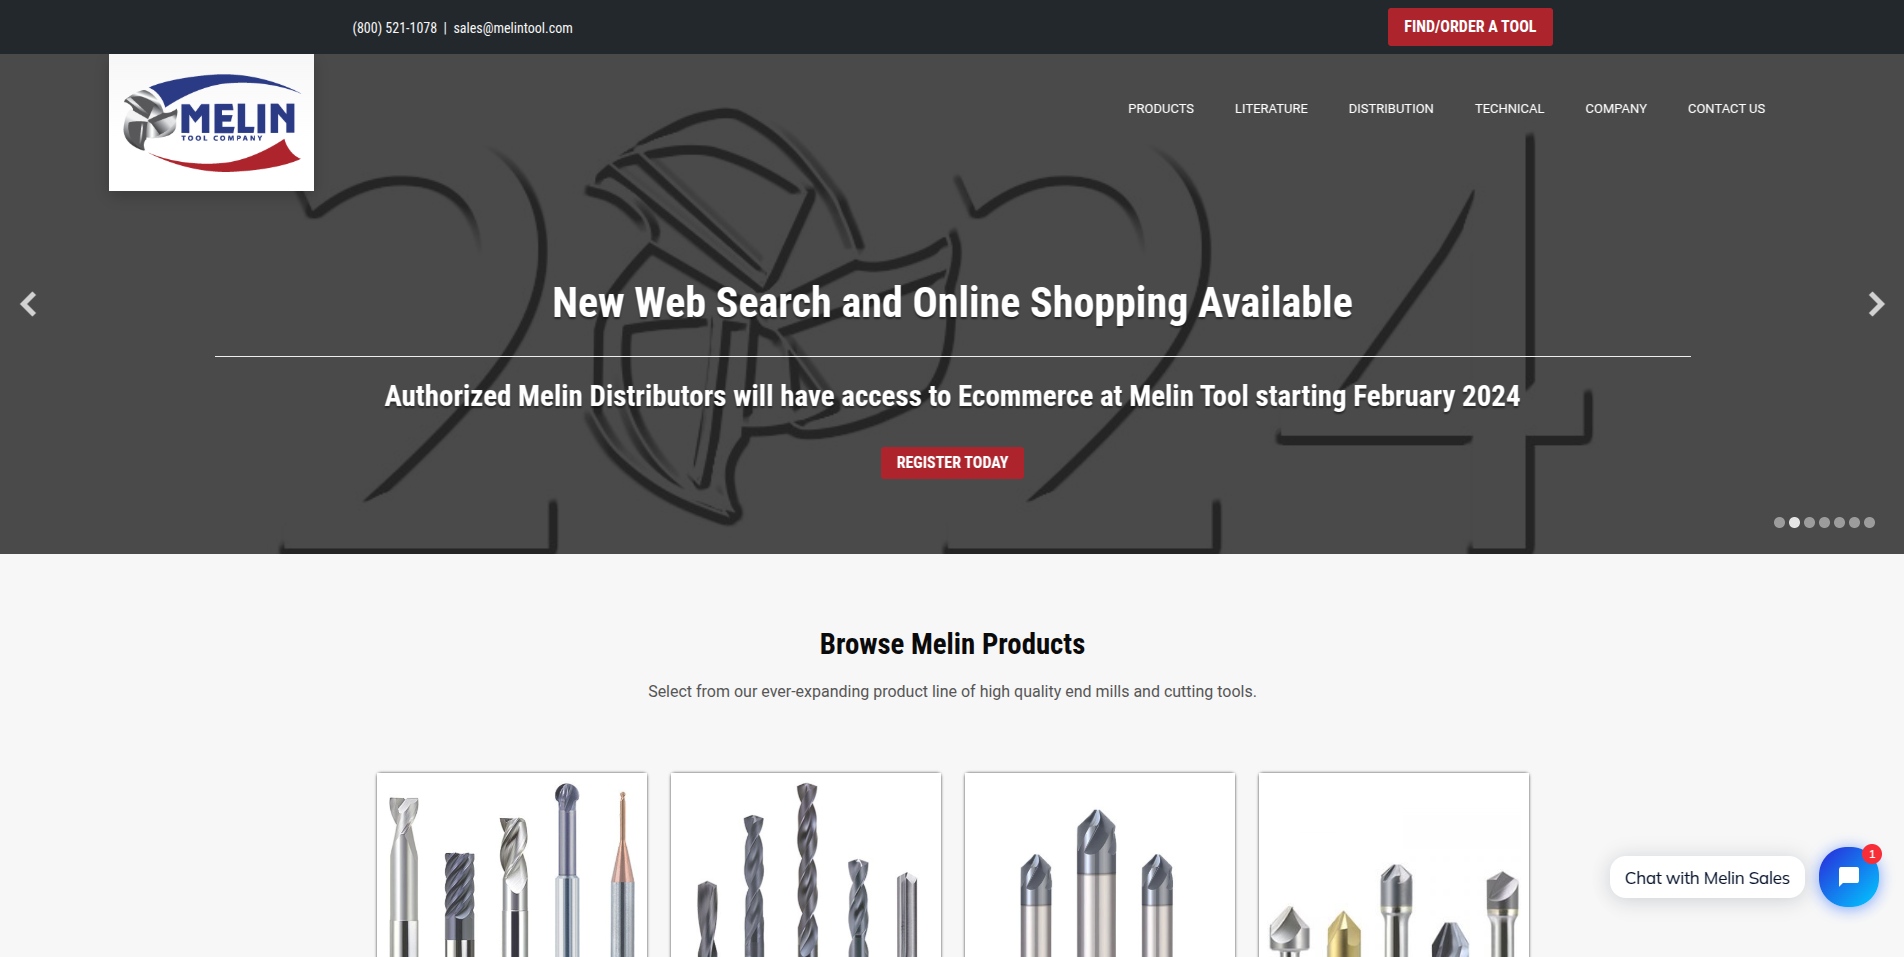 (800) 521-1078 | sales@melintool.com
FIND/ORDER A TOOL
MELIN
TOOL COMPANY
PRODUCTS LITERATURE DISTRIBUTION TECHNICAL COMPANY CONTACT US
2024
New Web Search and Online Shopping Available
Authorized Melin Distributors will have access to Ecommerce at Melin Tool starting February 2024
REGISTER TODAY
Browse Melin Products
Select from our ever-expanding product line of high quality end mills and cutting tools.
Chat with Melin Sales
1